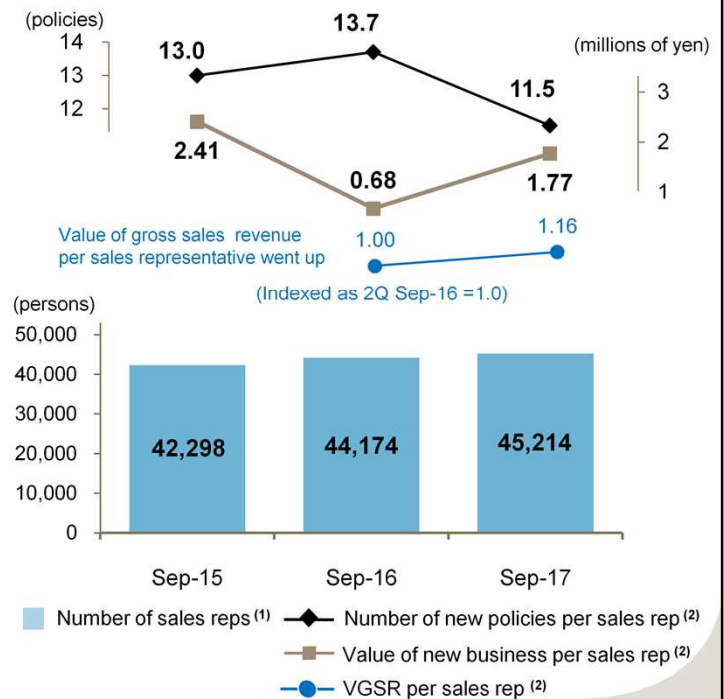 (policies)
14
13
12
13.0
13.7
11.5
(millions of yen)
3
2
1
2.41
0.68
1.77
Value of gross sales revenue
per sales representative went up
1.00
1.16
(Indexed as 2Q Sep-16 =1.0)
(persons)
50,000
40,000
30,000
20,000
10,000
0
42,298
44,174
45,214
Sep-15
Sep-16
Sep-17
Number of sales reps (1)
Number of new policies per sales rep (2)
Value of new business per sales rep (2)
VGSR per sales rep (2)